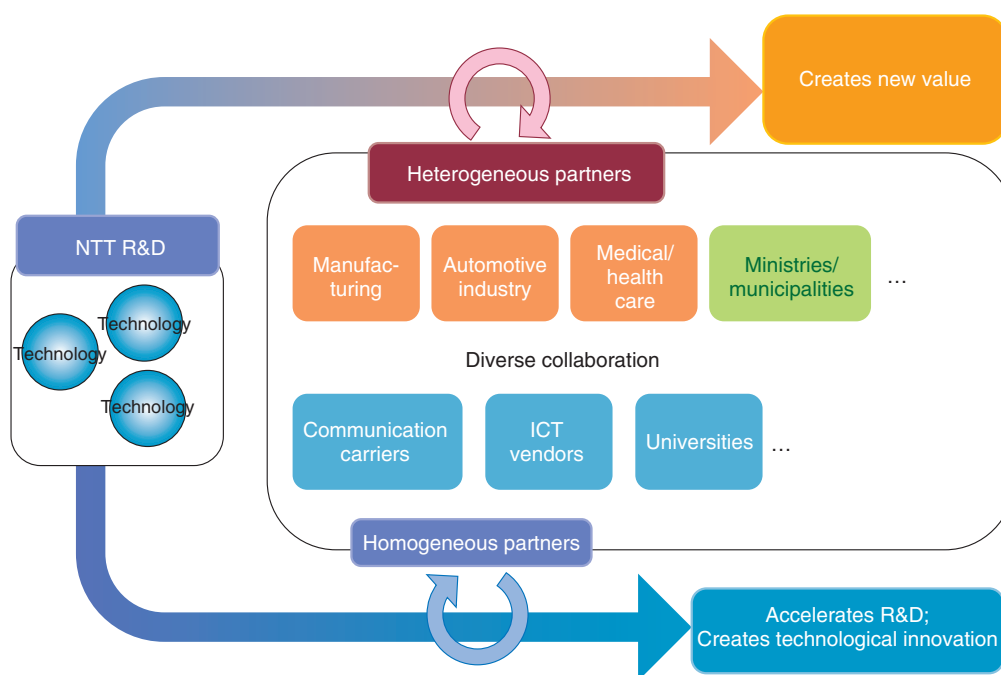 Creates new value
Heterogeneous partners
NTT R&D
Technology
Technology
Technology
Manufac-
turing
Automotive
industry
Medical/
health
care
Ministries/
municipalities
...
Diverse collaboration
Communication
carriers
ICT
vendors
Universities
...
Homogeneous partners
Accelerates R&D;
Creates technological innovation